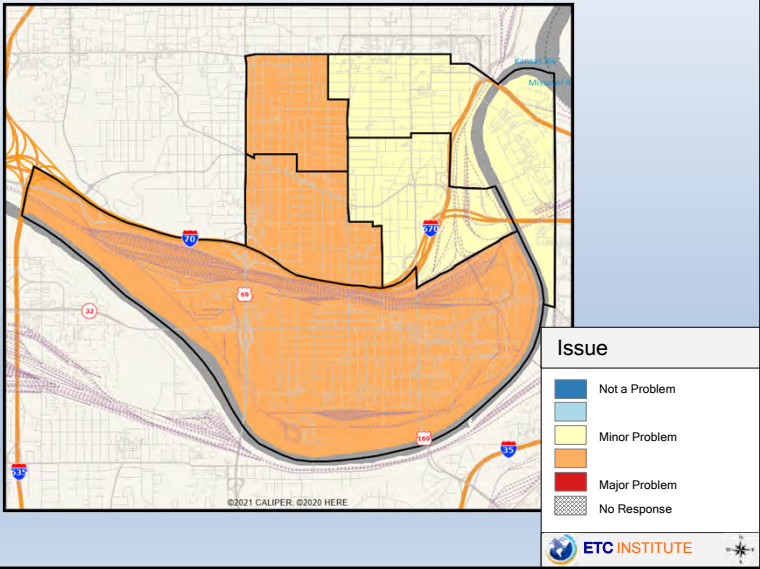 Kansas Riv
Missouri R
70
670
69
32
169
35
635
©2021 CALIPER; ©2020 HERE
Issue
Not a Problem
Minor Problem
Major Problem
No Response
ETC INSTITUTE